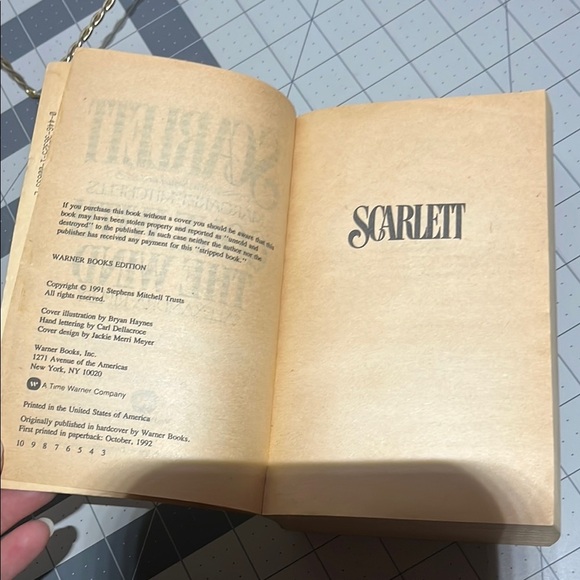 If you purchase this book without a cover you should be aware that this
book may have been stolen property and reported as "unsold and
destroyed" to the publisher. In such case neither the author nor the
publisher has received any payment for this "stripped book."
WARNER BOOKS EDITION
Copyright © 1991 Stephens Mitchell Trusts
All rights reserved.
Cover illustration by Bryan Haynes
Hand lettering by Carl Dellacroce
Cover design by Jackie Merri Meyer
Warner Books, Inc.
1271 Avenue of the Americas
New York, NY 10020
W A Time Warner Company
Printed in the United States of America
Originally published in hardcover by Warner Books.
First printed in paperback: October, 1992
10 9 8 7 6 5 4 3
SCARLETT